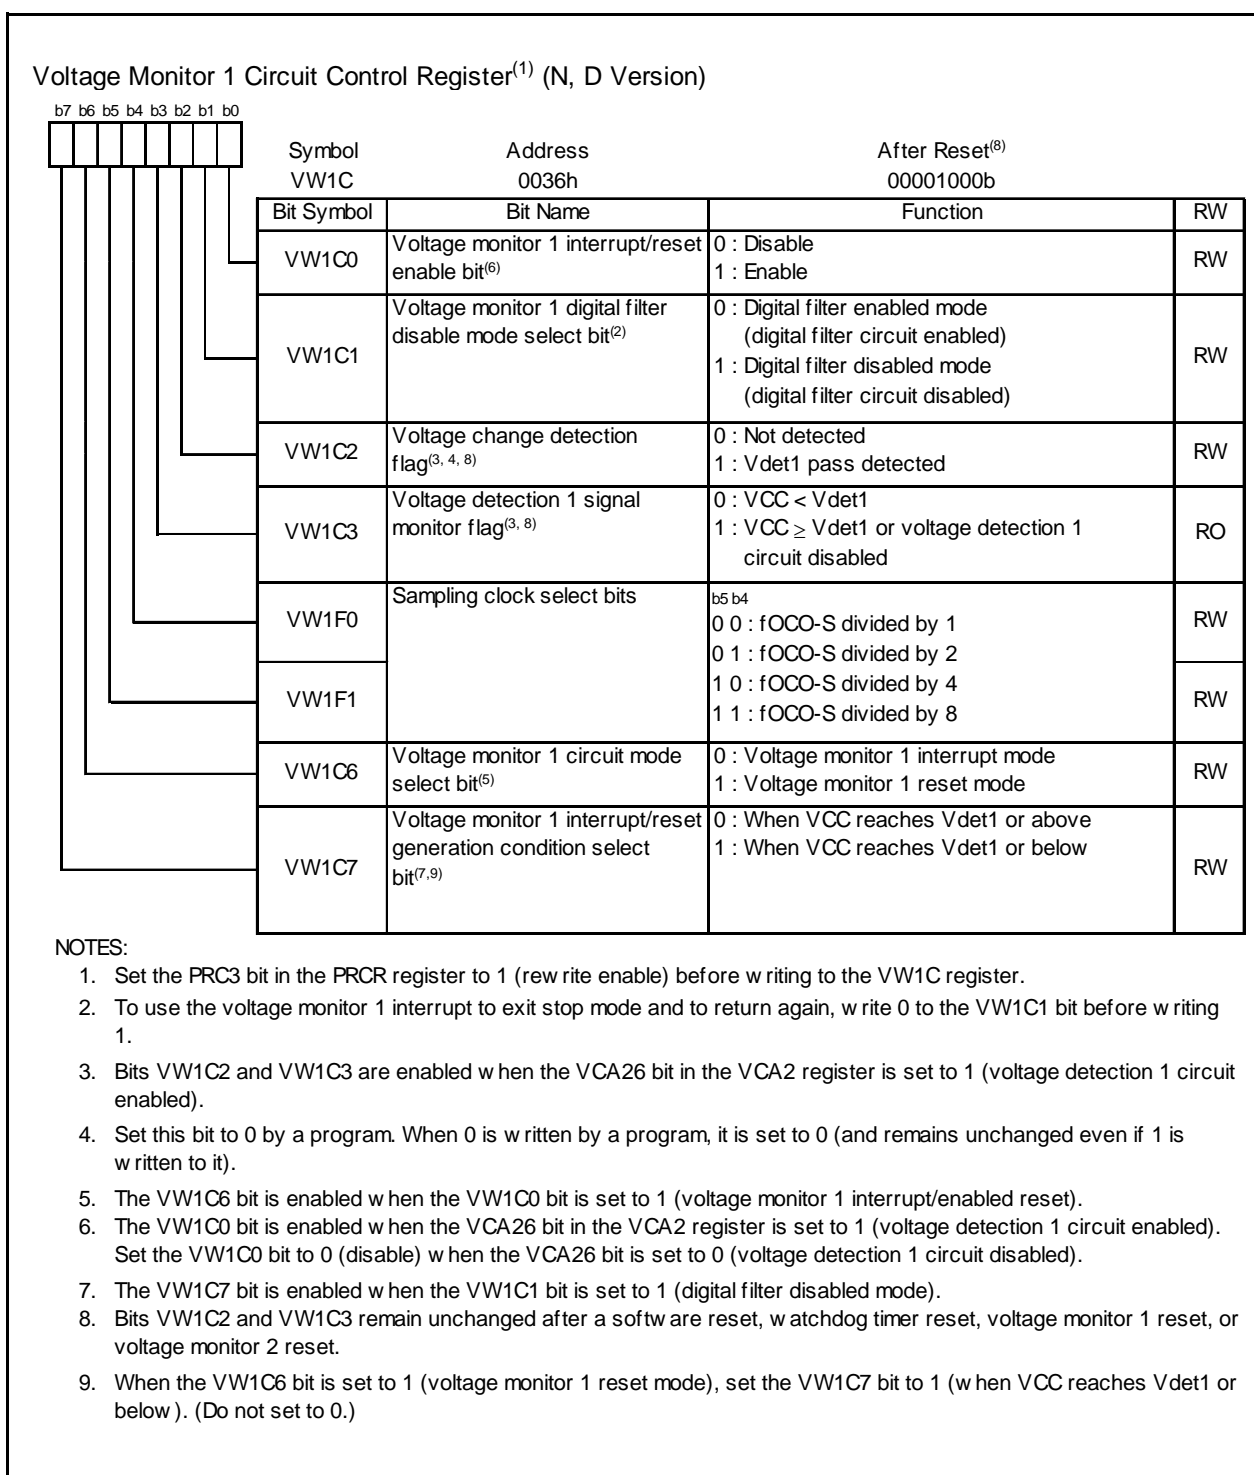 Voltage Monitor 1 Circuit Control Register(1) (N, D Version)
b7 b6 b5 b4 b3 b2 b1 b0
Symbol Address After Reset(8)
VW1C 0036h 00001000b
Bit Symbol Bit Name Function RW
VW1C0 Voltage monitor 1 interrupt/reset 0 : Disable RW
enable bit(6) 1 : Enable
VW1C1 Voltage monitor 1 digital filter 0 : Digital filter enabled mode RW
disable mode select bit(2) (digital filter circuit enabled)
1 : Digital filter disabled mode
(digital filter circuit disabled)
VW1C2 Voltage change detection 0 : Not detected RW
flag(3, 4, 8) 1 : Vdet1 pass detected
VW1C3 Voltage detection 1 signal 0 : VCC < Vdet1 RO
monitor flag(3, 8) 1 : VCC ≥ Vdet1 or voltage detection 1
circuit disabled
VW1F0 Sampling clock select bits b5 b4 RW
0 0 : fOCO-S divided by 1
0 1 : fOCO-S divided by 2
VW1F1 1 0 : fOCO-S divided by 4 RW
1 1 : fOCO-S divided by 8
VW1C6 Voltage monitor 1 circuit mode 0 : Voltage monitor 1 interrupt mode RW
select bit(5) 1 : Voltage monitor 1 reset mode
VW1C7 Voltage monitor 1 interrupt/reset 0 : When VCC reaches Vdet1 or above RW
generation condition select 1 : When VCC reaches Vdet1 or below
bit(7,9)
NOTES:
1. Set the PRC3 bit in the PRCR register to 1 (rewrite enable) before writing to the VW1C register.
2. To use the voltage monitor 1 interrupt to exit stop mode and to return again, write 0 to the VW1C1 bit before writing
1.
3. Bits VW1C2 and VW1C3 are enabled when the VCA26 bit in the VCA2 register is set to 1 (voltage detection 1 circuit
enabled).
4. Set this bit to 0 by a program. When 0 is written by a program, it is set to 0 (and remains unchanged even if 1 is
written to it).
5. The VW1C6 bit is enabled when the VW1C0 bit is set to 1 (voltage monitor 1 interrupt/enabled reset).
6. The VW1C0 bit is enabled when the VCA26 bit in the VCA2 register is set to 1 (voltage detection 1 circuit enabled).
Set the VW1C0 bit to 0 (disable) when the VCA26 bit is set to 0 (voltage detection 1 circuit disabled).
7. The VW1C7 bit is enabled when the VW1C1 bit is set to 1 (digital filter disabled mode).
8. Bits VW1C2 and VW1C3 remain unchanged after a software reset, watchdog timer reset, voltage monitor 1 reset, or
voltage monitor 2 reset.
9. When the VW1C6 bit is set to 1 (voltage monitor 1 reset mode), set the VW1C7 bit to 1 (when VCC reaches Vdet1 or
below). (Do not set to 0.)